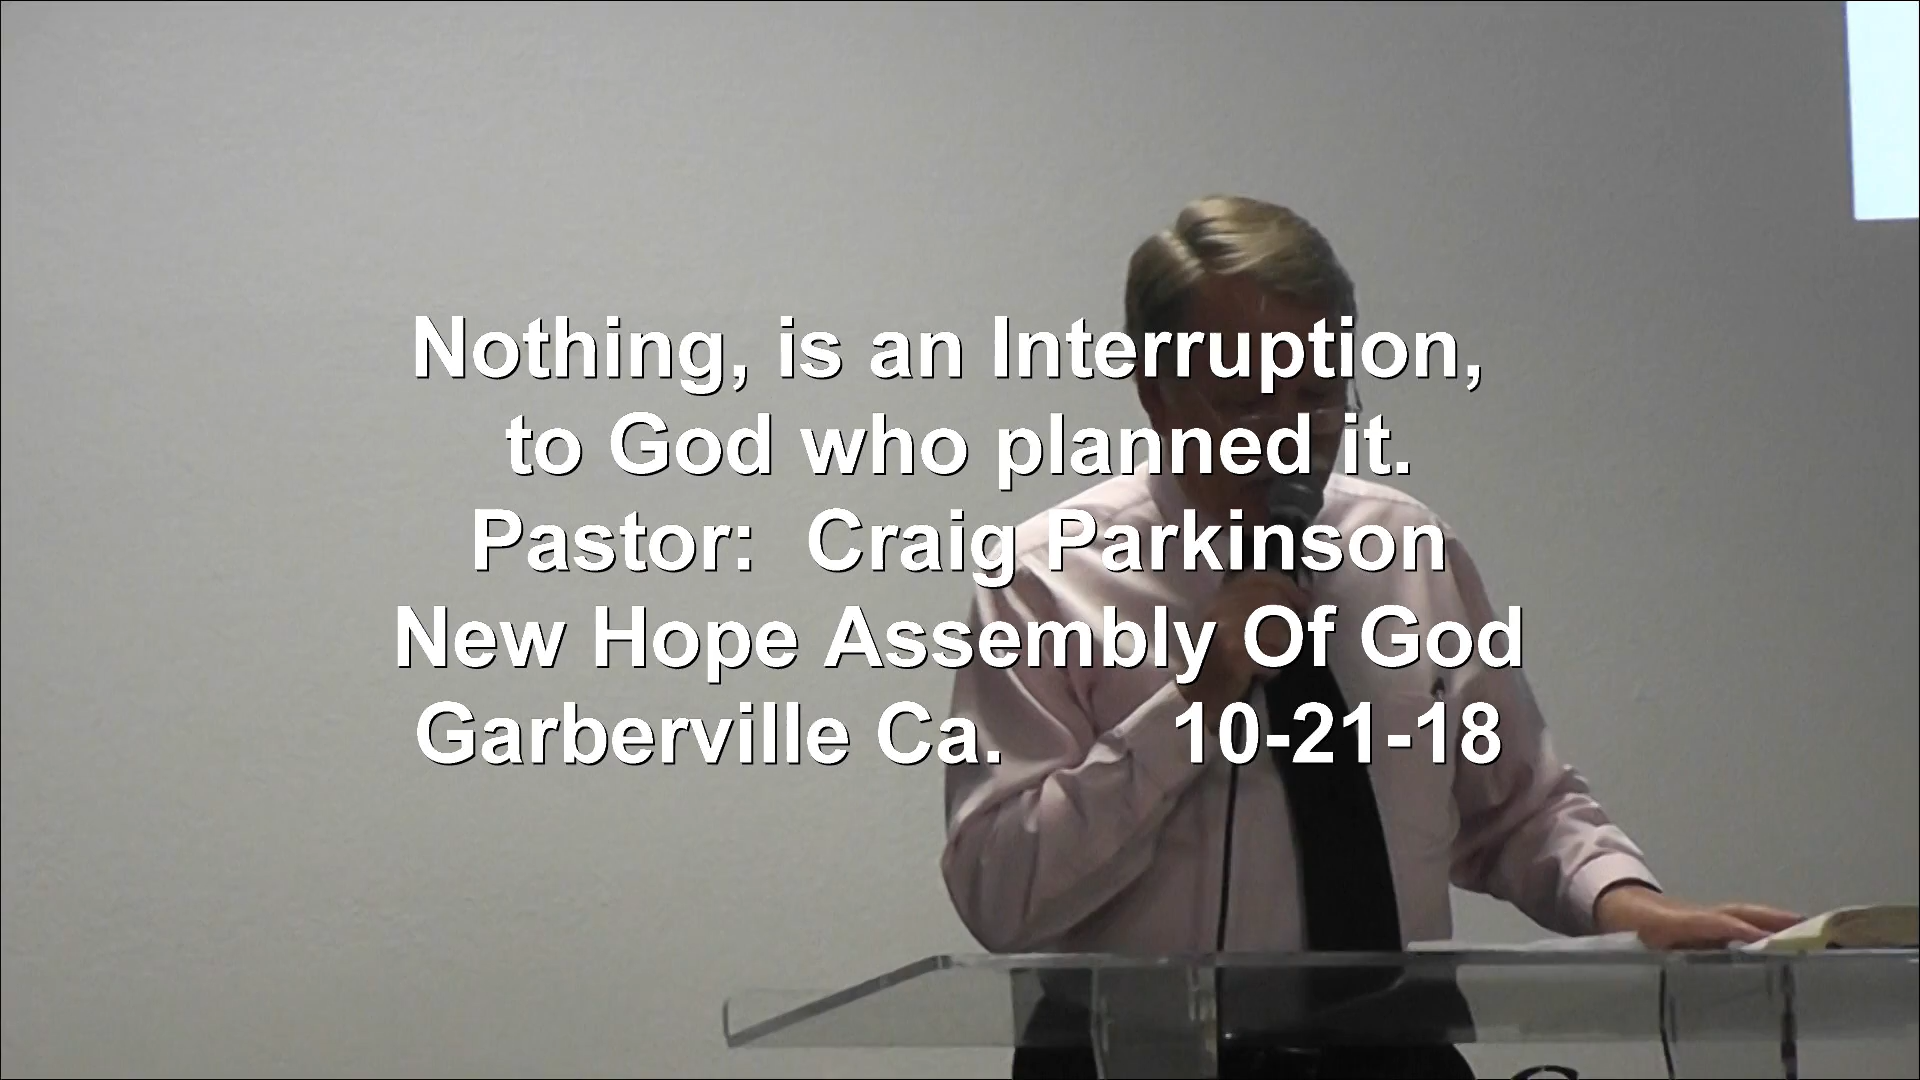 Nothing, is an Interruption,
to God who planned it.
Pastor:  Craig Parkinson
New Hope Assembly Of God
Garberville Ca.       10-21-18